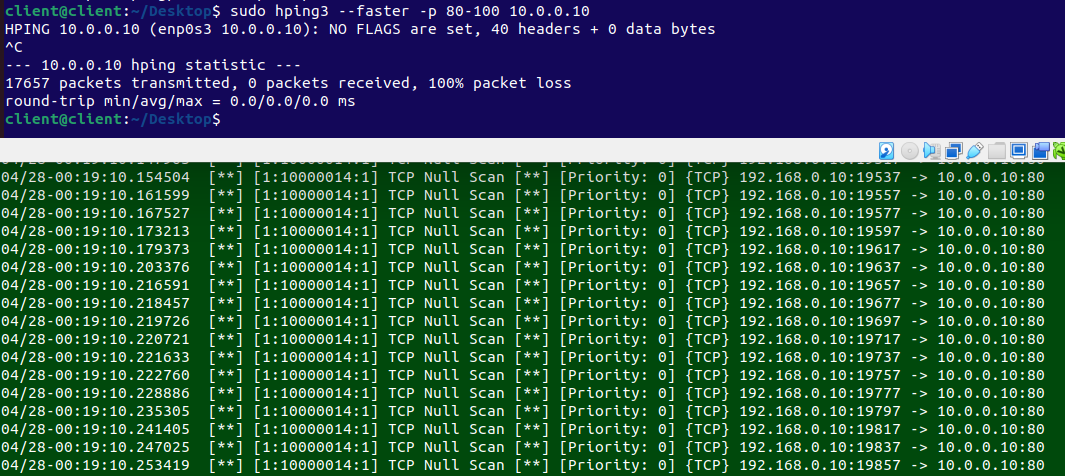 client@client:~/Desktop$ sudo hping3 --faster -p 80-100 10.0.0.10
HPING 10.0.0.10 (enp0s3 10.0.0.10): NO FLAGS are set, 40 headers + 0 data bytes
^C
--- 10.0.0.10 hping statistic ---
17657 packets transmitted, 0 packets received, 100% packet loss
round-trip min/avg/max = 0.0/0.0/0.0 ms
client@client:~/Desktop$
04/28-00:19:10.154504 [**] [1:10000014:1] TCP Null Scan [**] [Priority: 0] {TCP} 192.168.0.10:19537 -> 10.0.0.10:80
04/28-00:19:10.161599 [**] [1:10000014:1] TCP Null Scan [**] [Priority: 0] {TCP} 192.168.0.10:19557 -> 10.0.0.10:80
04/28-00:19:10.167527 [**] [1:10000014:1] TCP Null Scan [**] [Priority: 0] {TCP} 192.168.0.10:19577 -> 10.0.0.10:80
04/28-00:19:10.173213 [**] [1:10000014:1] TCP Null Scan [**] [Priority: 0] {TCP} 192.168.0.10:19597 -> 10.0.0.10:80
04/28-00:19:10.179373 [**] [1:10000014:1] TCP Null Scan [**] [Priority: 0] {TCP} 192.168.0.10:19617 -> 10.0.0.10:80
04/28-00:19:10.203376 [**] [1:10000014:1] TCP Null Scan [**] [Priority: 0] {TCP} 192.168.0.10:19637 -> 10.0.0.10:80
04/28-00:19:10.216591 [**] [1:10000014:1] TCP Null Scan [**] [Priority: 0] {TCP} 192.168.0.10:19657 -> 10.0.0.10:80
04/28-00:19:10.218457 [**] [1:10000014:1] TCP Null Scan [**] [Priority: 0] {TCP} 192.168.0.10:19677 -> 10.0.0.10:80
04/28-00:19:10.219726 [**] [1:10000014:1] TCP Null Scan [**] [Priority: 0] {TCP} 192.168.0.10:19697 -> 10.0.0.10:80
04/28-00:19:10.220721 [**] [1:10000014:1] TCP Null Scan [**] [Priority: 0] {TCP} 192.168.0.10:19717 -> 10.0.0.10:80
04/28-00:19:10.221633 [**] [1:10000014:1] TCP Null Scan [**] [Priority: 0] {TCP} 192.168.0.10:19737 -> 10.0.0.10:80
04/28-00:19:10.222760 [**] [1:10000014:1] TCP Null Scan [**] [Priority: 0] {TCP} 192.168.0.10:19757 -> 10.0.0.10:80
04/28-00:19:10.228886 [**] [1:10000014:1] TCP Null Scan [**] [Priority: 0] {TCP} 192.168.0.10:19777 -> 10.0.0.10:80
04/28-00:19:10.235305 [**] [1:10000014:1] TCP Null Scan [**] [Priority: 0] {TCP} 192.168.0.10:19797 -> 10.0.0.10:80
04/28-00:19:10.241405 [**] [1:10000014:1] TCP Null Scan [**] [Priority: 0] {TCP} 192.168.0.10:19817 -> 10.0.0.10:80
04/28-00:19:10.247025 [**] [1:10000014:1] TCP Null Scan [**] [Priority: 0] {TCP} 192.168.0.10:19837 -> 10.0.0.10:80
04/28-00:19:10.253419 [**] [1:10000014:1] TCP Null Scan [**] [Priority: 0] {TCP} 192.168.0.10:19857 -> 10.0.0.10:80